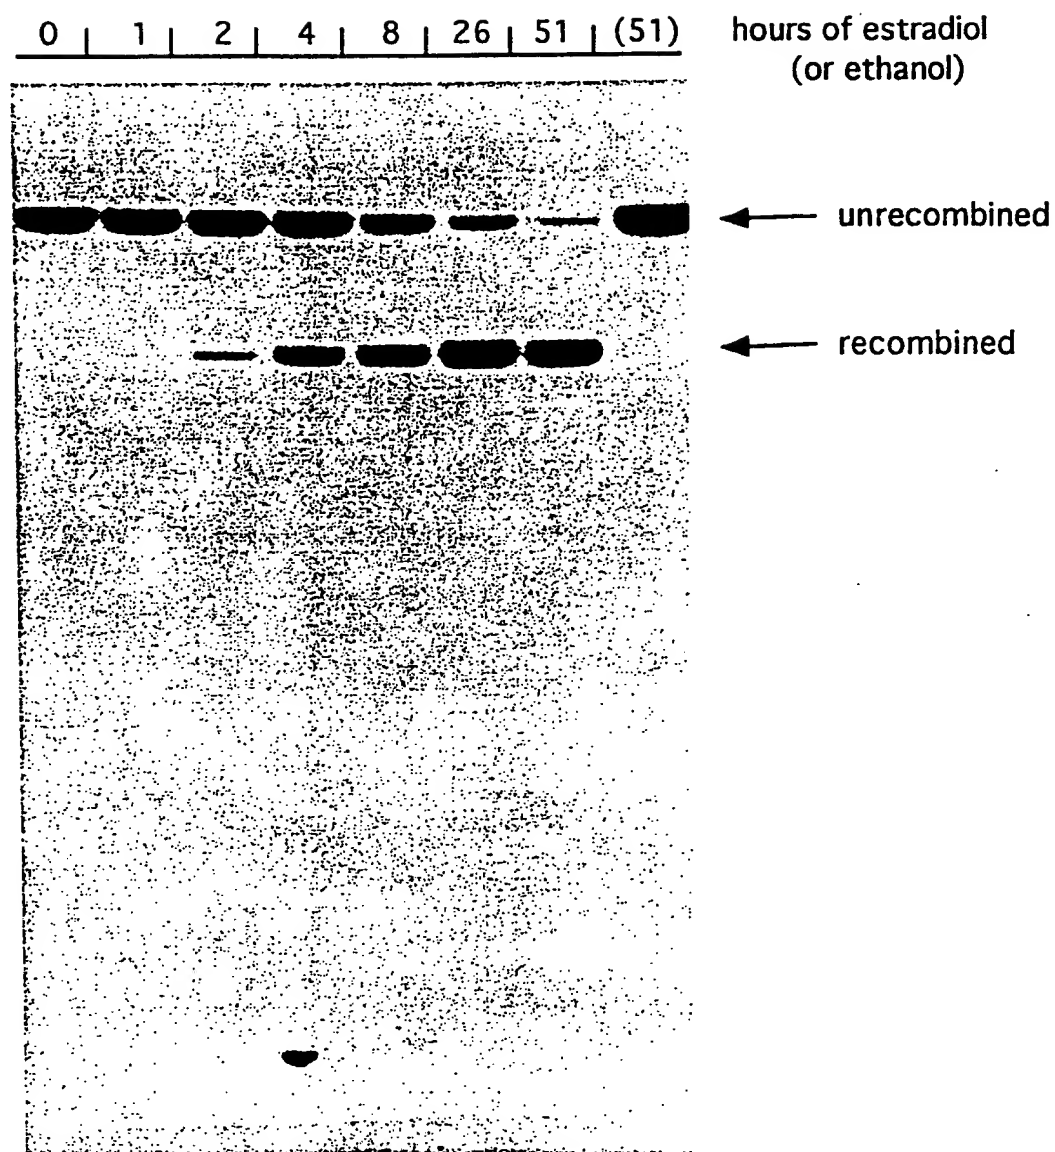 0 | 1 | 2 | 4 | 8 | 26 | 51 | (51) hours of estradiol
(or ethanol)
unrecombined
recombined